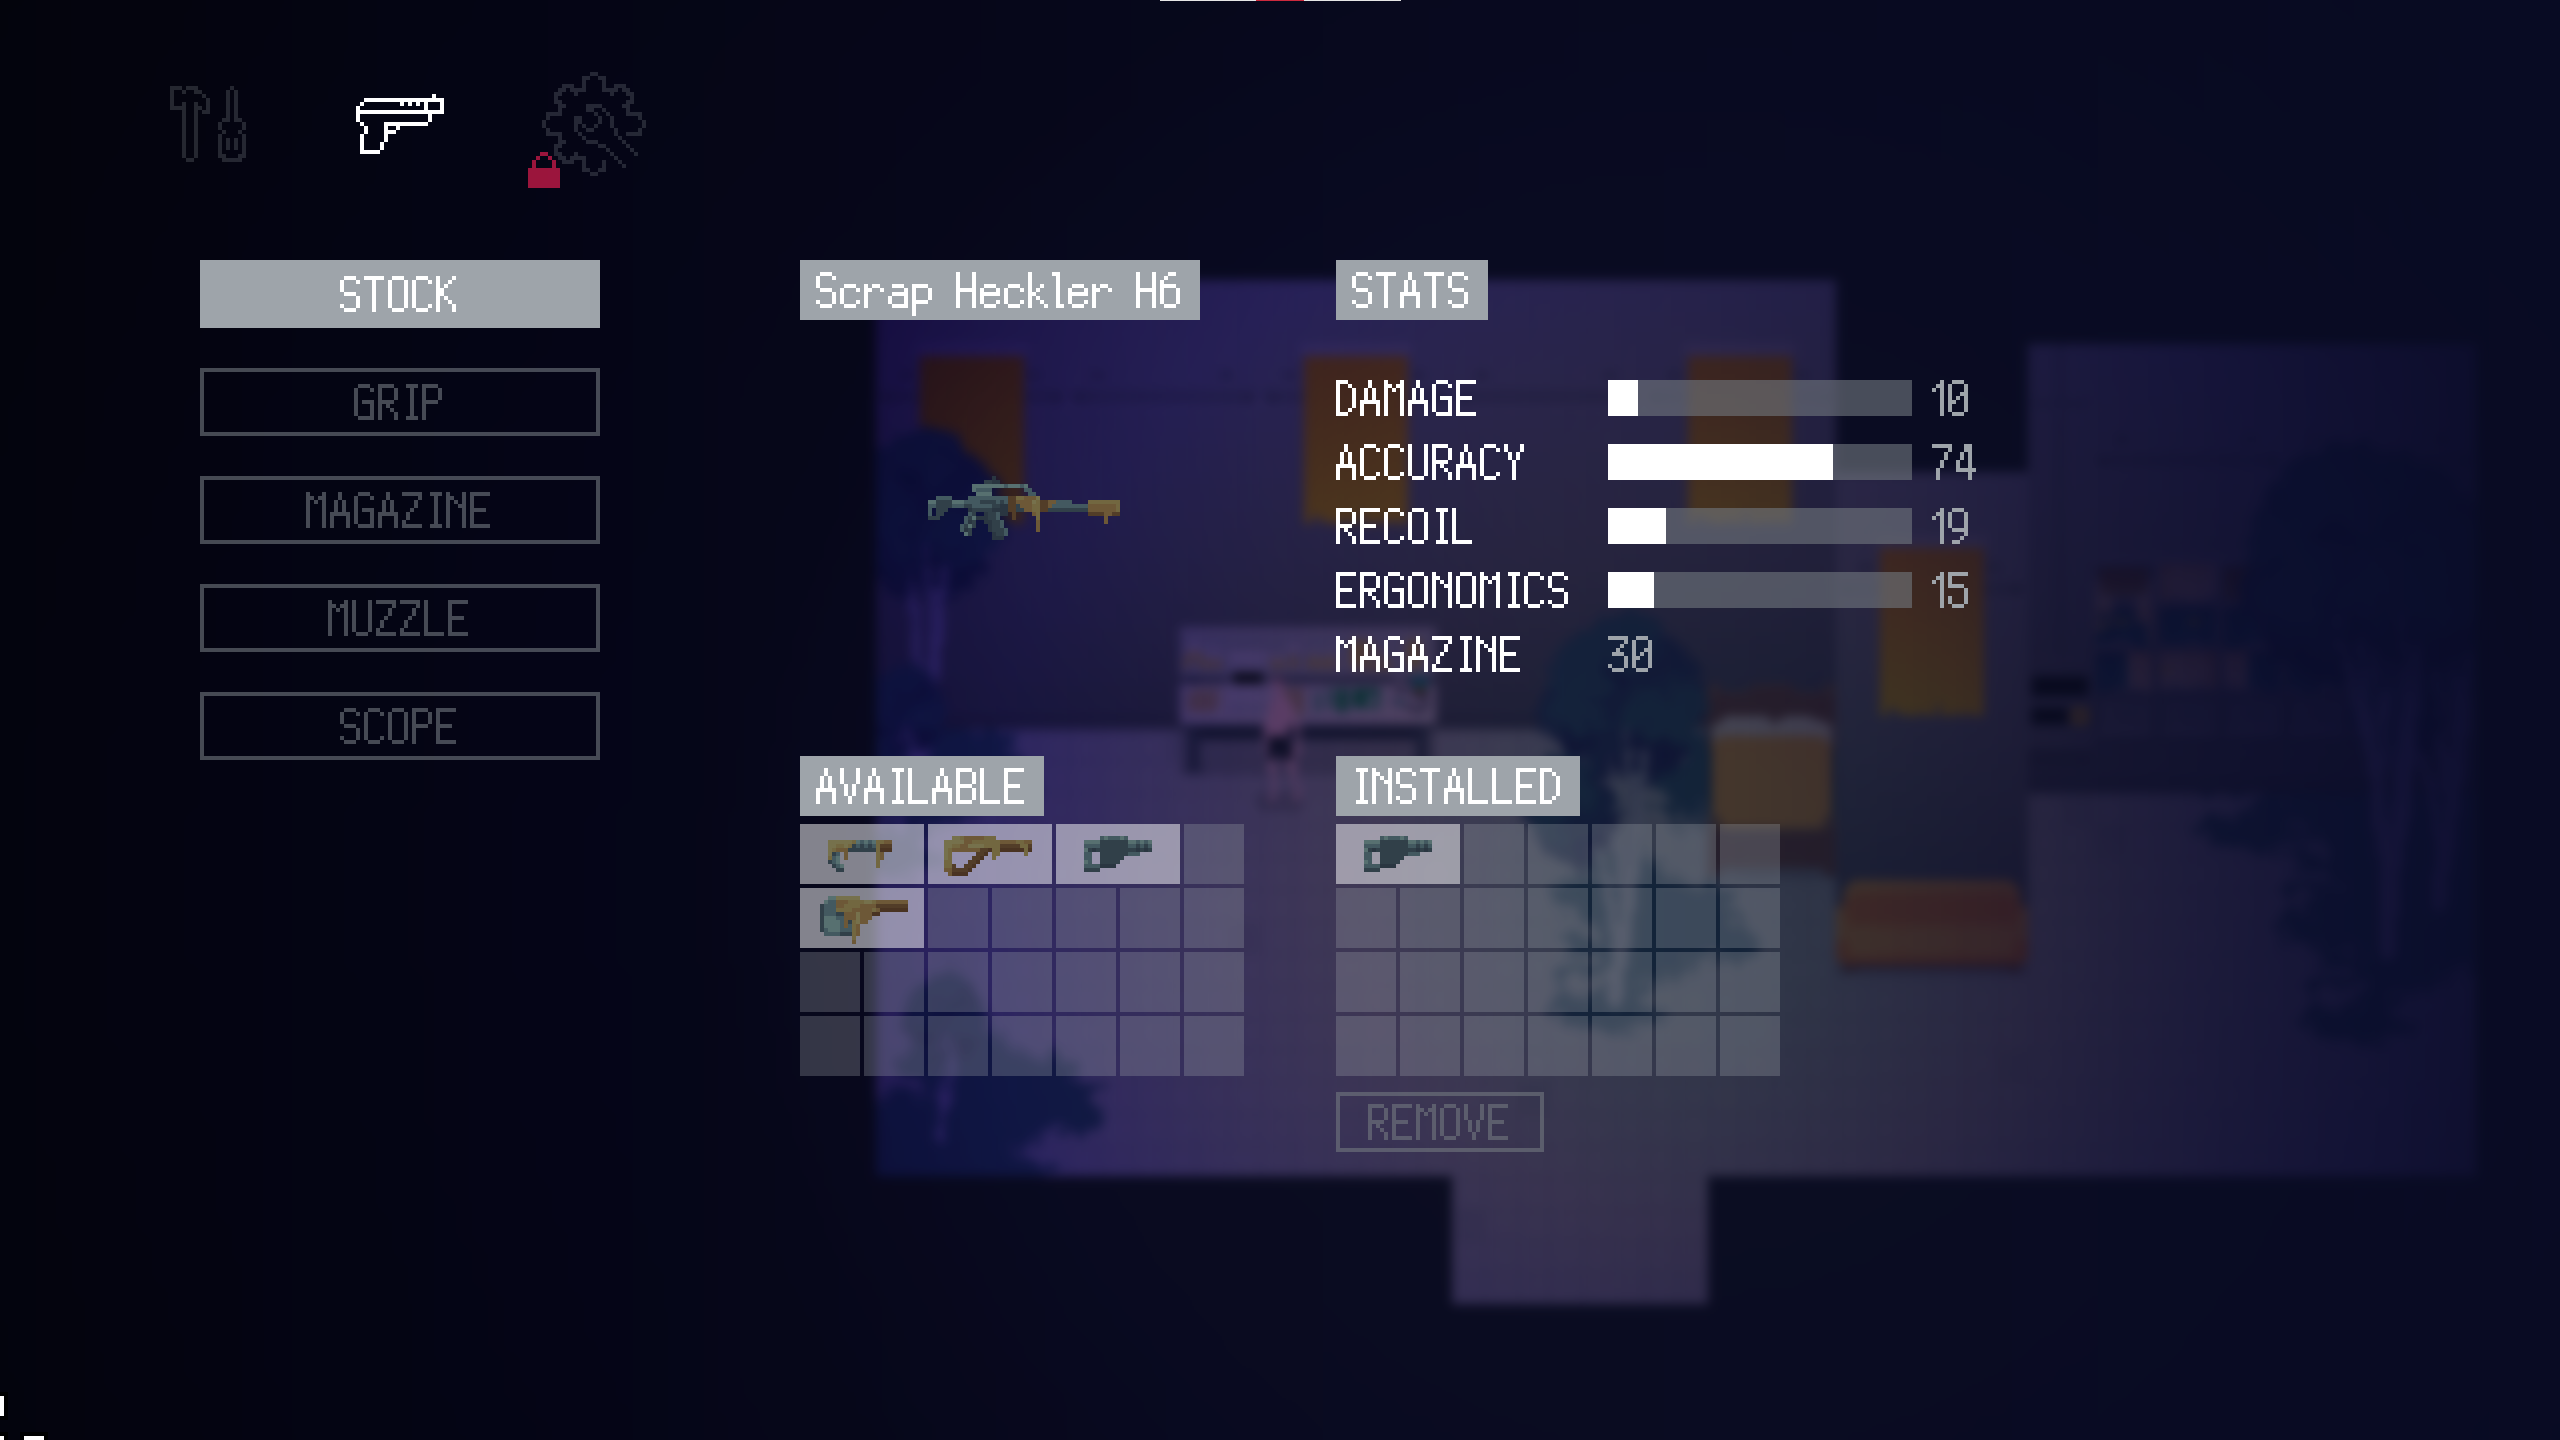 STOCK
GRIP
MAGAZINE
MUZZLE
SCOPE
Scrap Heckler H6
STATS
DAMAGE 10
ACCURACY 74
RECOIL 19
ERGONOMICS 15
MAGAZINE 30
AVAILABLE
INSTALLED
REMOVE